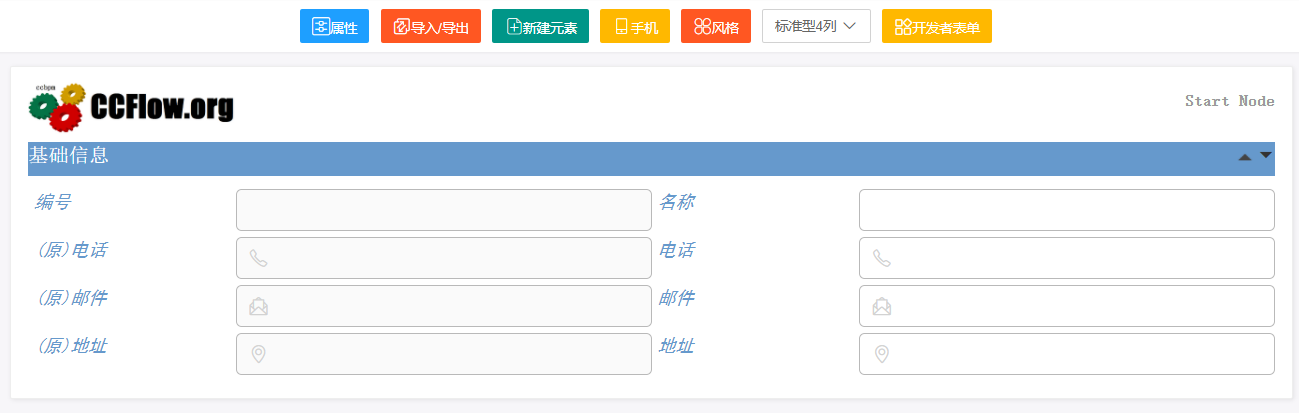 属性 导入/导出 新建元素 手机 风格 标准型4列 开发者表单
ccbpm
CCFlow.org
Start Node
基础信息
编号 名称
(原)电话 电话
(原)邮件 邮件
(原)地址 地址